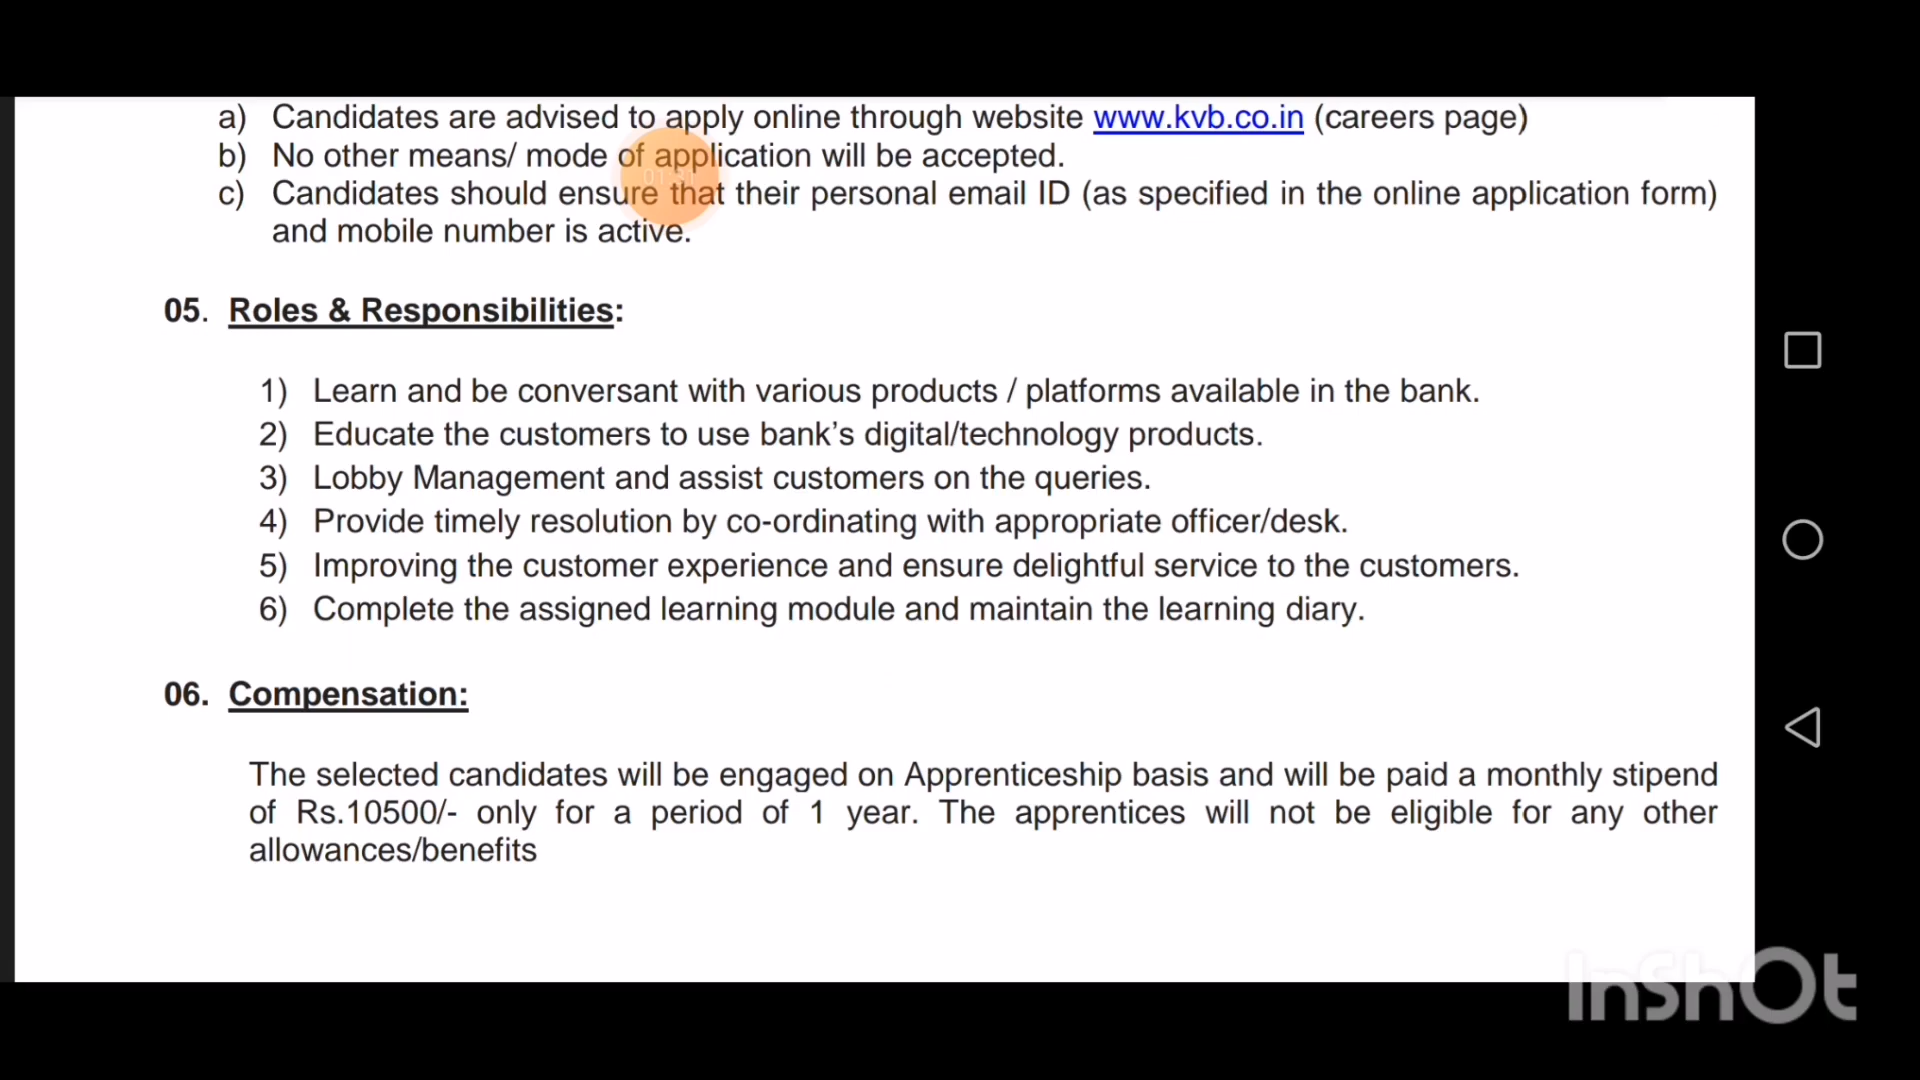 a) Candidates are advised to apply online through website www.kvb.co.in (careers page)
b) No other means/ mode of application will be accepted.
c) Candidates should ensure that their personal email ID (as specified in the online application form)
and mobile number is active.
05. Roles & Responsibilities:
1) Learn and be conversant with various products / platforms available in the bank.
2) Educate the customers to use bank’s digital/technology products.
3) Lobby Management and assist customers on the queries.
4) Provide timely resolution by co-ordinating with appropriate officer/desk.
5) Improving the customer experience and ensure delightful service to the customers.
6) Complete the assigned learning module and maintain the learning diary.
06. Compensation:
The selected candidates will be engaged on Apprenticeship basis and will be paid a monthly stipend
of Rs.10500/- only for a period of 1 year. The apprentices will not be eligible for any other
allowances/benefits
InShOt